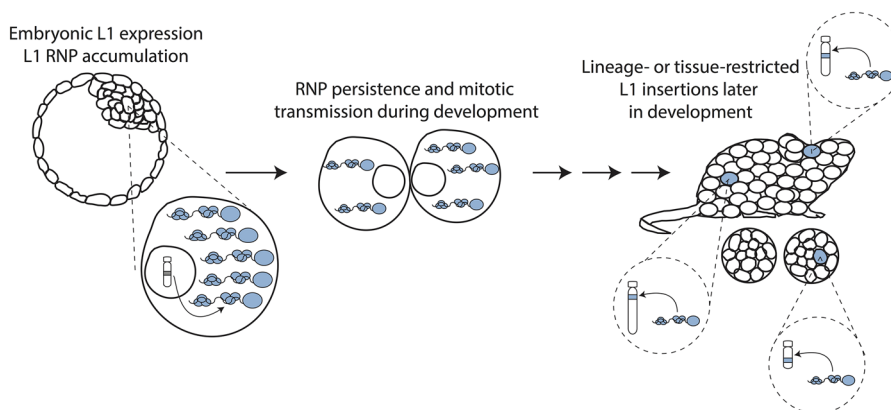 Embryonic L1 expression
L1 RNP accumulation
RNP persistence and mitotic
transmission during development
Lineage- or tissue-restricted
L1 insertions later
in development